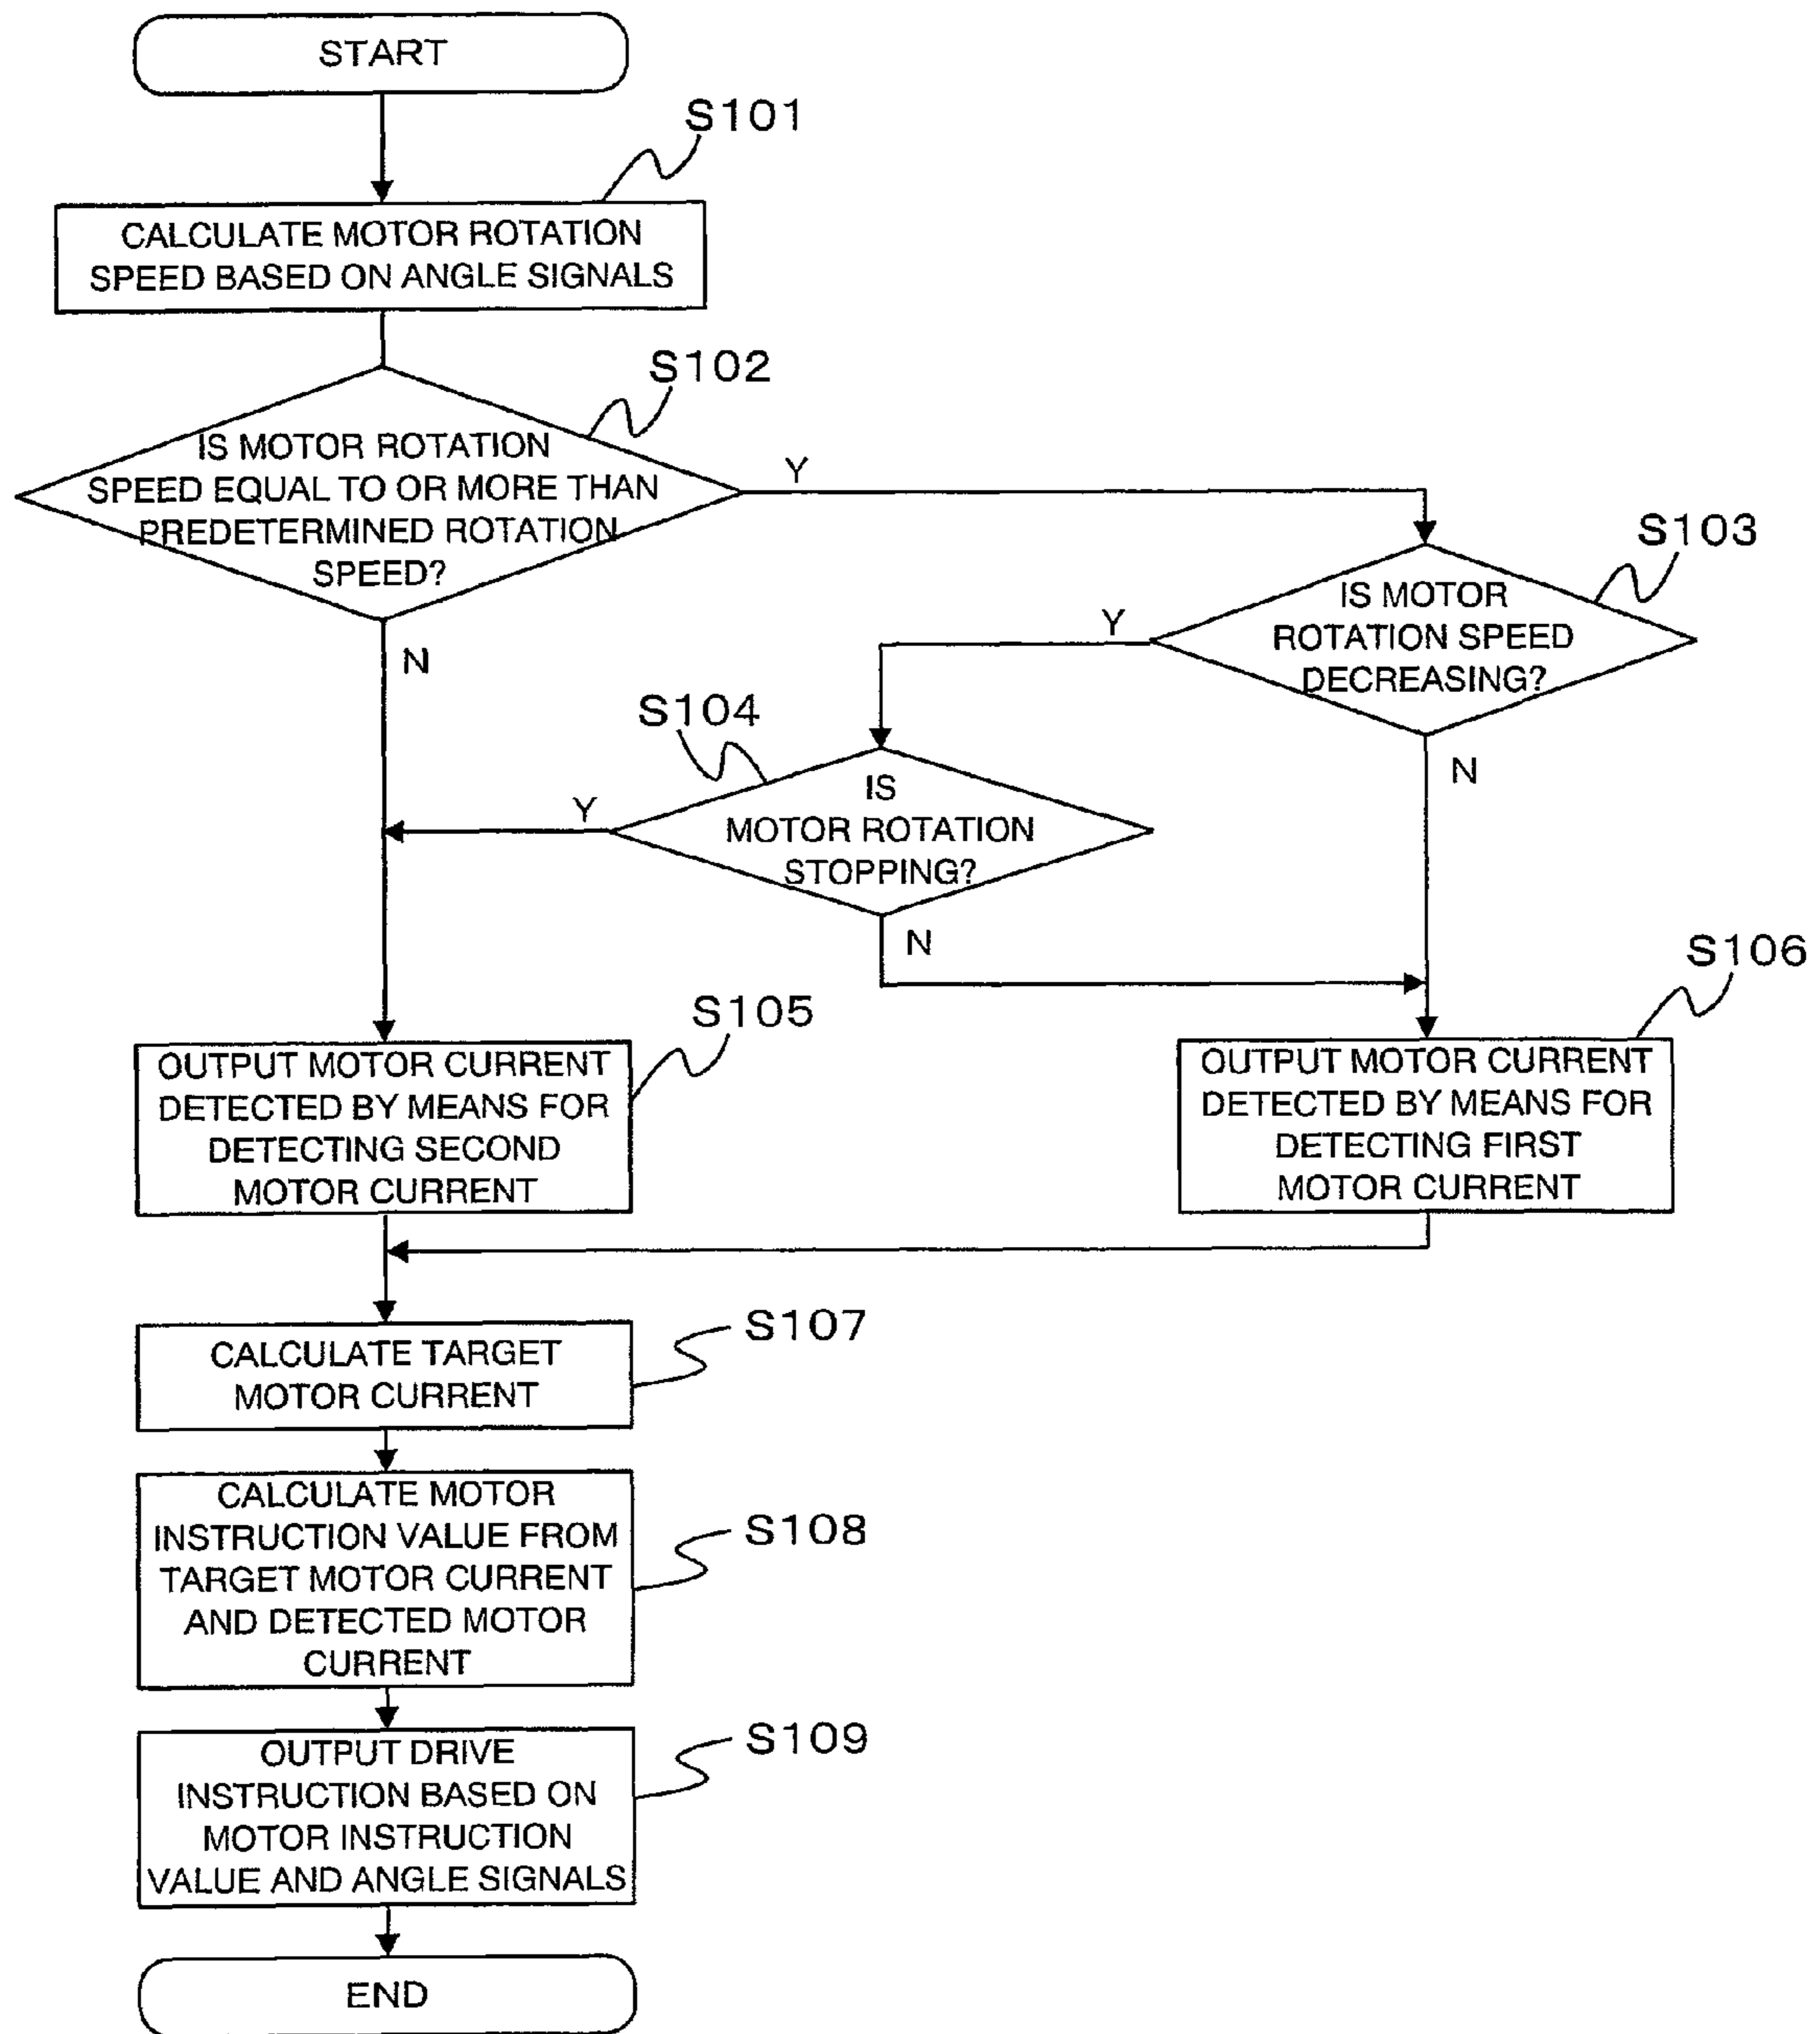 START
S101
CALCULATE MOTOR ROTATION
SPEED BASED ON ANGLE SIGNALS
S102
IS MOTOR ROTATION
SPEED EQUAL TO OR MORE THAN
PREDETERMINED ROTATION
SPEED?
Y
N
S103
IS MOTOR
ROTATION SPEED
DECREASING?
Y
N
S104
IS
MOTOR ROTATION
STOPPING?
Y
N
S105
OUTPUT MOTOR CURRENT
DETECTED BY MEANS FOR
DETECTING SECOND
MOTOR CURRENT
S106
OUTPUT MOTOR CURRENT
DETECTED BY MEANS FOR
DETECTING FIRST
MOTOR CURRENT
S107
CALCULATE TARGET
MOTOR CURRENT
S108
CALCULATE MOTOR
INSTRUCTION VALUE FROM
TARGET MOTOR CURRENT
AND DETECTED MOTOR
CURRENT
S109
OUTPUT DRIVE
INSTRUCTION BASED ON
MOTOR INSTRUCTION
VALUE AND ANGLE SIGNALS
END